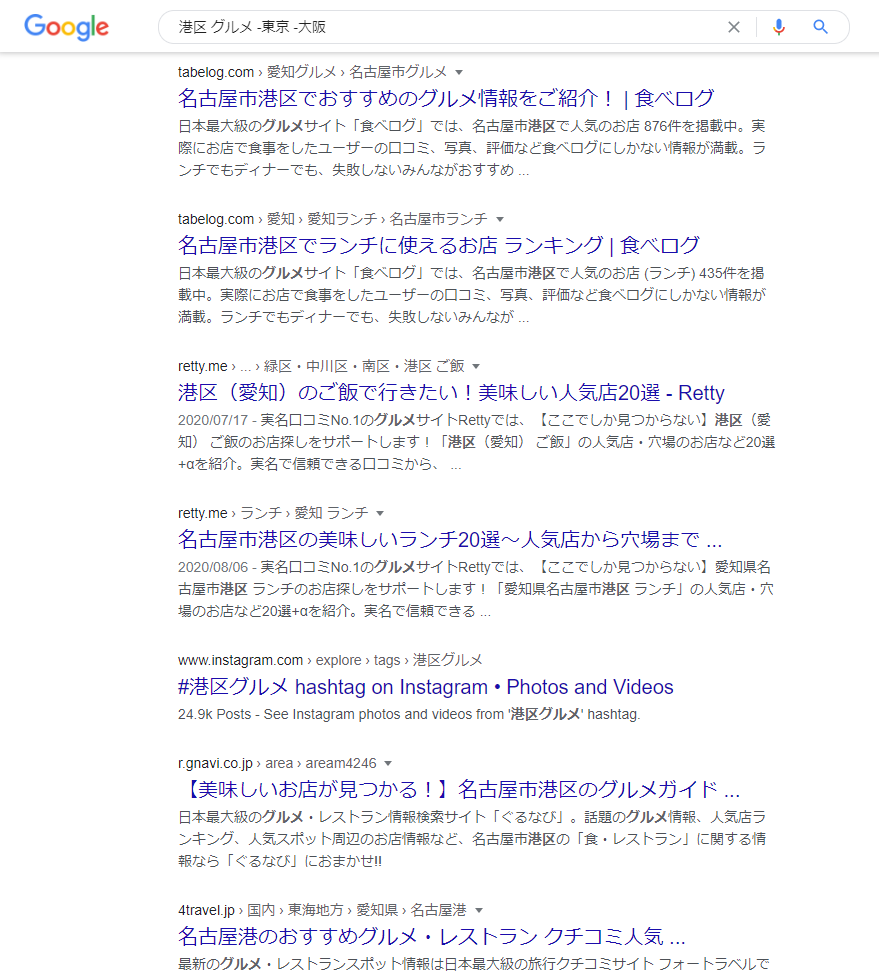 Google
港区 グルメ -東京 -大阪
tabelog.com › 愛知グルメ › 名古屋市グルメ
名古屋市港区でおすすめのグルメ情報をご紹介！ | 食べログ
日本最大級のグルメサイト「食べログ」では、名古屋市港区で人気のお店 876件を掲載中。実
際にお店で食事をしたユーザーの口コミ、写真、評価など食べログにしかない情報が満載。ラ
ンチでもディナーでも、失敗しないみんながおすすめ ...
tabelog.com › 愛知 › 愛知ランチ › 名古屋市ランチ
名古屋市港区でランチに使えるお店 ランキング | 食べログ
日本最大級のグルメサイト「食べログ」では、名古屋市港区で人気のお店 (ランチ) 435件を掲
載中。実際にお店で食事をしたユーザーの口コミ、写真、評価など食べログにしかない情報が
満載。ランチでもディナーでも、失敗しないみんなが ...
retty.me › ... › 緑区・中川区・南区・港区 ご飯
港区（愛知）のご飯で行きたい！美味しい人気店20選 - Retty
2020/07/17 - 実名口コミNo.1のグルメサイトRettyでは、【ここでしか見つからない】港区（愛
知） ご飯のお店探しをサポートします！「港区（愛知） ご飯」の人気店・穴場のお店など20選
+αを紹介。実名で信頼できる口コミから、 ...
retty.me › ランチ › 愛知 ランチ
名古屋市港区の美味しいランチ20選〜人気店から穴場まで ...
2020/08/06 - 実名口コミNo.1のグルメサイトRettyでは、【ここでしか見つからない】愛知県名
古屋市港区 ランチのお店探しをサポートします！「愛知県名古屋市港区 ランチ」の人気店・穴
場のお店など20選+αを紹介。実名で信頼できる ...
www.instagram.com › explore › tags › 港区グルメ
#港区グルメ hashtag on Instagram • Photos and Videos
24.9k Posts - See Instagram photos and videos from '港区グルメ' hashtag.
r.gnavi.co.jp › area › aream4246
【美味しいお店が見つかる！】名古屋市港区のグルメガイド ...
日本最大級のグルメ・レストラン情報検索サイト「ぐるなび」。話題のグルメ情報、人気店ラ
ンキング、人気スポット周辺のお店情報など、名古屋市港区の「食・レストラン」に関する情
報なら「ぐるなび」におまかせ!!
4travel.jp › 国内 › 東海地方 › 愛知県 › 名古屋港
名古屋港のおすすめグルメ・レストラン クチコミ人気 ...
最新のグルメ・レストランスポット情報は日本最大級の旅行クチコミサイト フォートラベルで